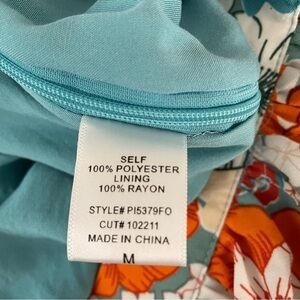 SELF
100% POLYESTER
LINING
100% RAYON
STYLE# PI5379FO
CUT# 102211
MADE IN CHINA
M